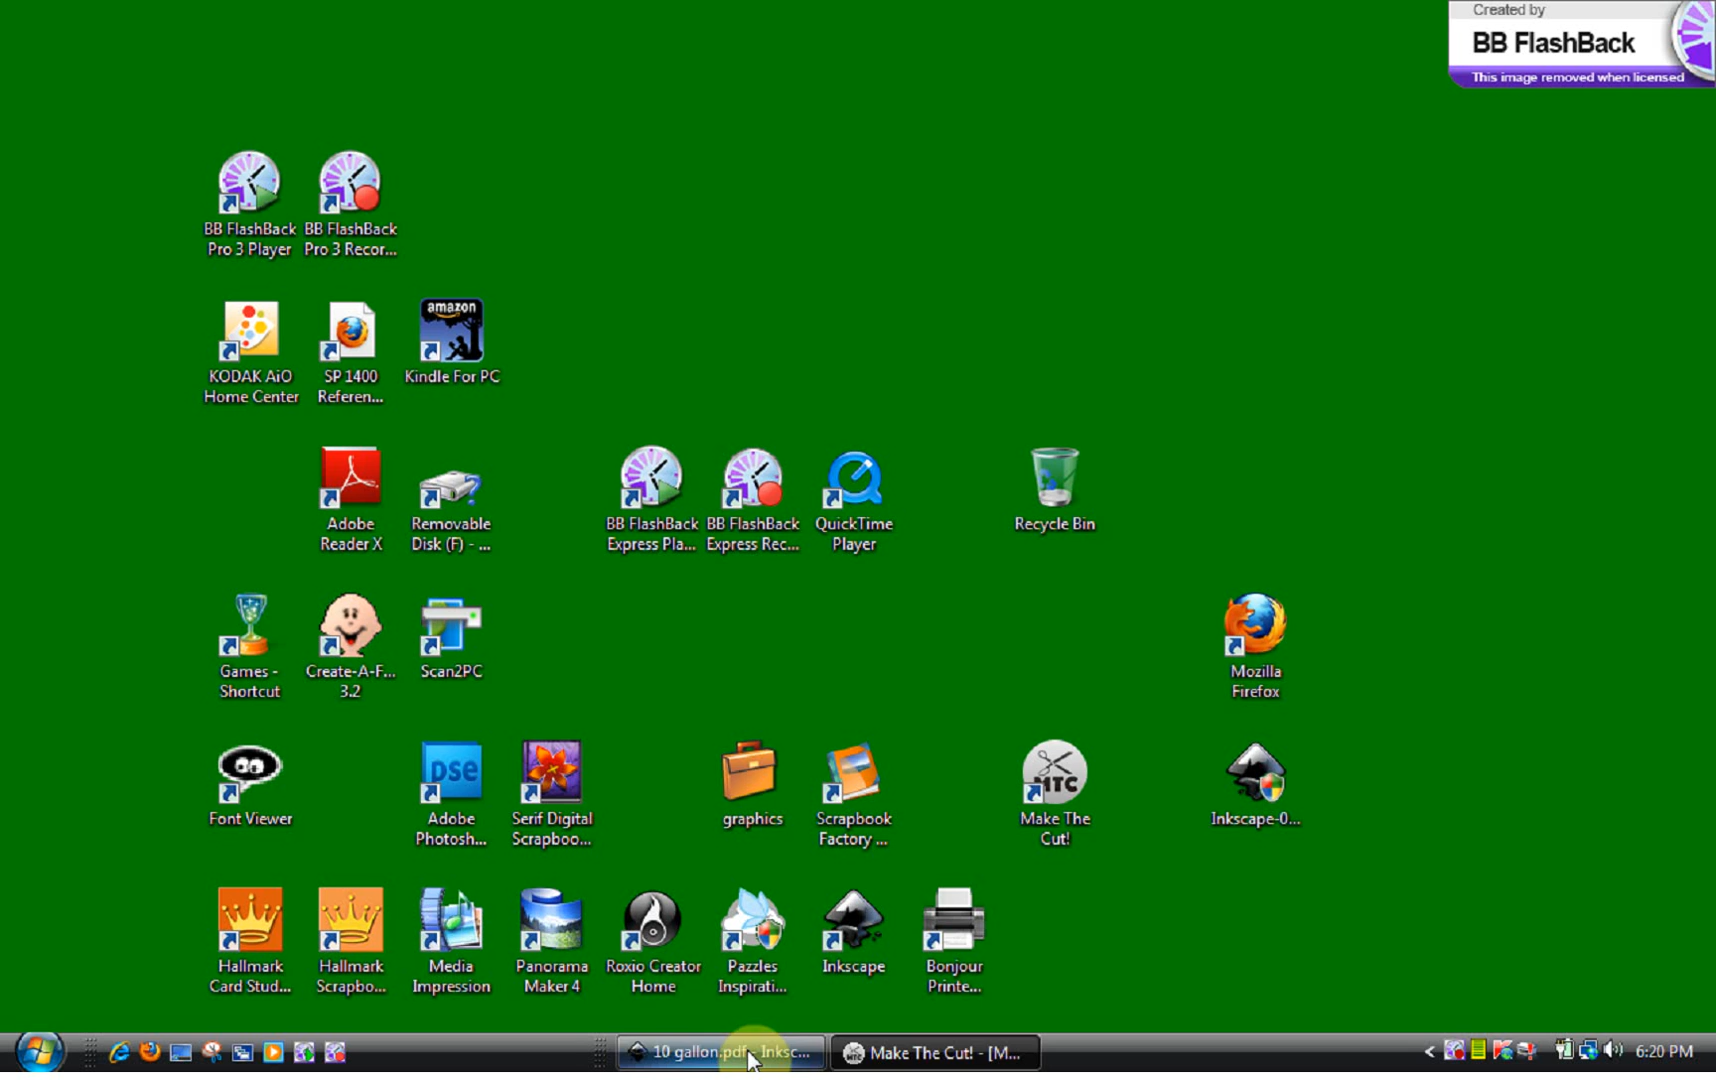 Created by
BB FlashBack
This image removed when licensed
BB FlashBack
Pro 3 Player
BB FlashBack
Pro 3 Recor...
KODAK AiO
Home Center
SP 1400
Referen...
amazon
Kindle For PC
Adobe
Reader X
Removable
Disk (F) - ...
BB FlashBack
Express Pla...
BB FlashBack
Express Rec...
QuickTime
Player
Recycle Bin
Games -
Shortcut
Create-A-F...
3.2
Scan2PC
Mozilla
Firefox
Font Viewer
pse
Adobe
Photosh...
Serif Digital
Scrapboo...
graphics
Scrapbook
Factory ...
MTC
Make The
Cut!
Inkscape-0...
Hallmark
Card Stud...
Hallmark
Scrapbo...
Media
Impression
Panorama
Maker 4
Roxio Creator
Home
Pazzles
Inspirati...
Inkscape
Bonjour
Printe...
10 gallon.pdf - Inksc...
MTC
Make The Cut! - [M...
6:20 PM